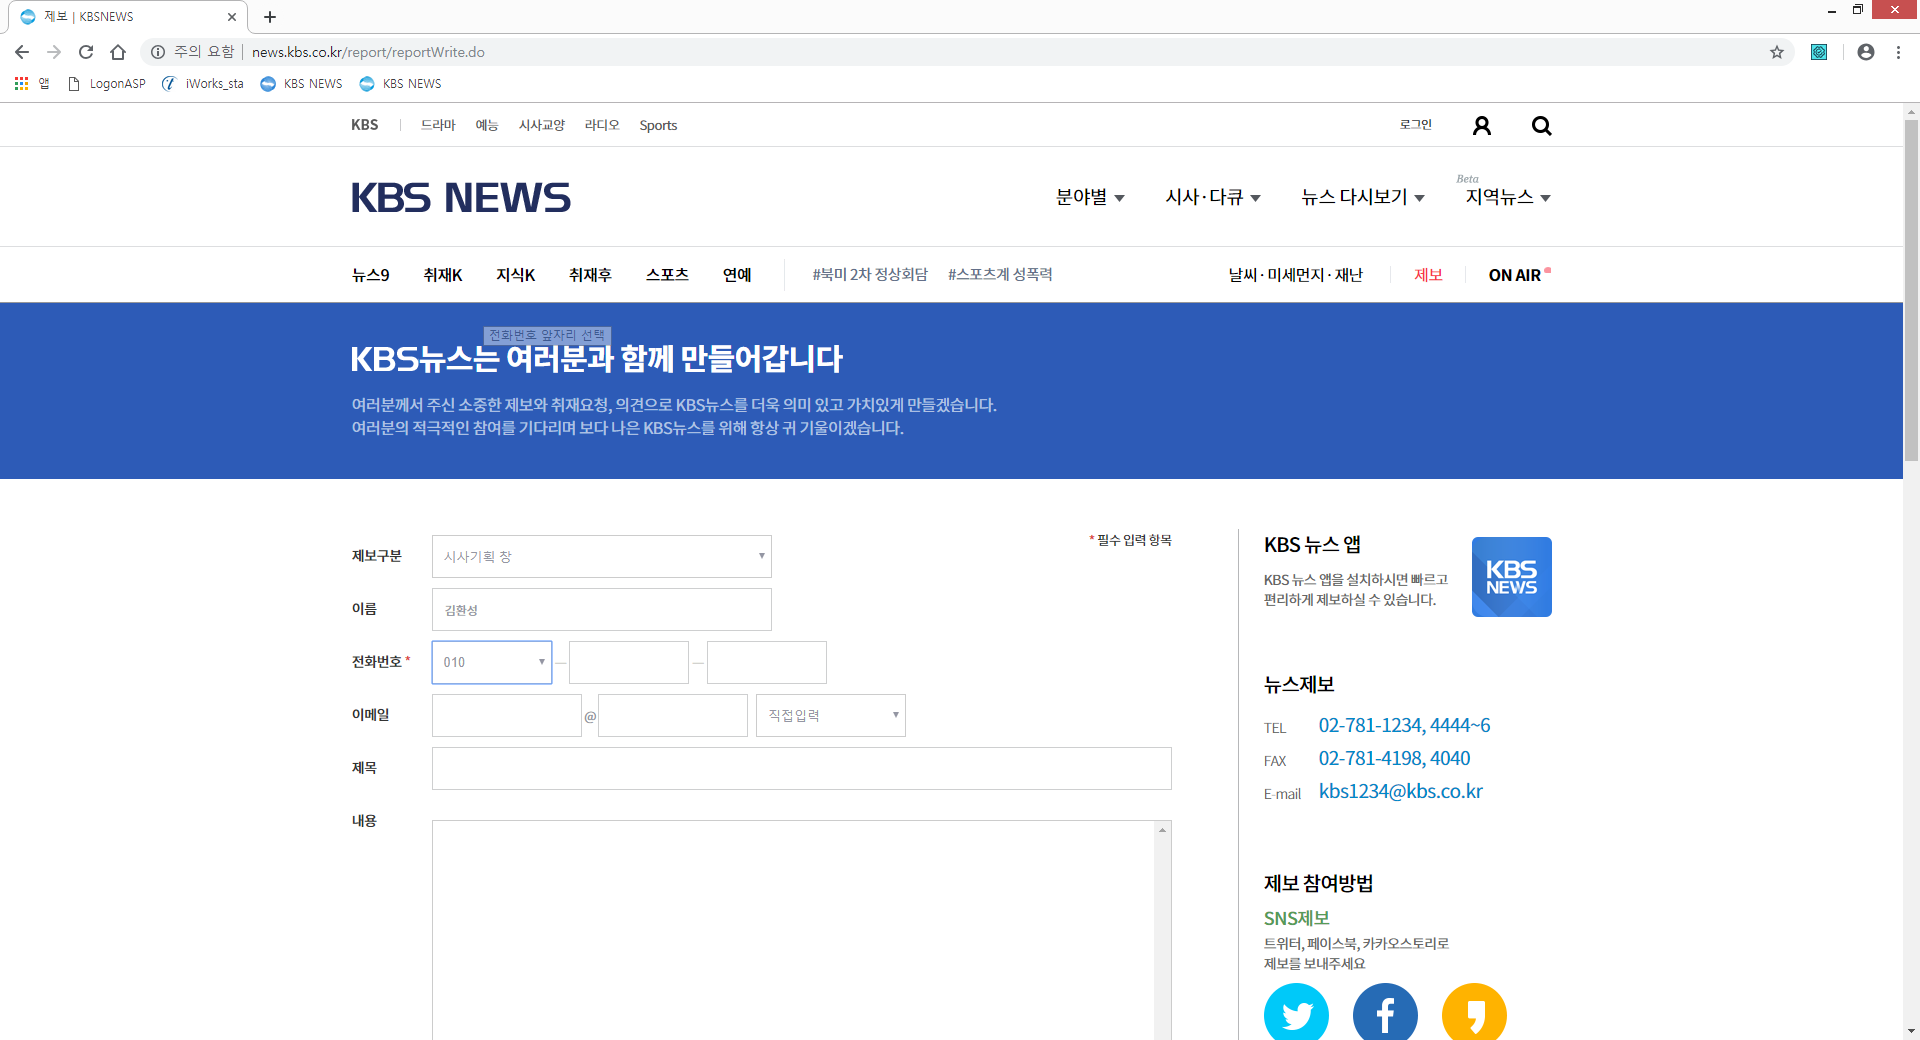 제보 | KBSNEWS
주의 요함 | news.kbs.co.kr/report/reportWrite.do
앱 LogonASP iWorks_sta KBS NEWS KBS NEWS
KBS 드라마 예능 시사교양 라디오 Sports 로그인
KBS NEWS
분야별 시사·다큐 뉴스 다시보기 Beta 지역뉴스
뉴스9 취재K 지식K 취재후 스포츠 연예 #북미 2차 정상회담 #스포츠계 성폭력 날씨·미세먼지·재난 제보 ON AIR
전화번호 앞자리 선택
KBS뉴스는 여러분과 함께 만들어갑니다
여러분께서 주신 소중한 제보와 취재요청, 의견으로 KBS뉴스를 더욱 의미 있고 가치있게 만들겠습니다.
여러분의 적극적인 참여를 기다리며 보다 나은 KBS뉴스를 위해 항상 귀 기울이겠습니다.
* 필수 입력 항목
제보구분 시사기획 창
이름 김환성
전화번호 * 010 — —
이메일 @ 직접입력
제목
내용
KBS 뉴스 앱
KBS 뉴스 앱을 설치하시면 빠르고
편리하게 제보하실 수 있습니다.
KBS
NEWS
뉴스제보
TEL 02-781-1234, 4444~6
FAX 02-781-4198, 4040
E-mail kbs1234@kbs.co.kr
제보 참여방법
SNS제보
트위터, 페이스북, 카카오스토리로
제보를 보내주세요